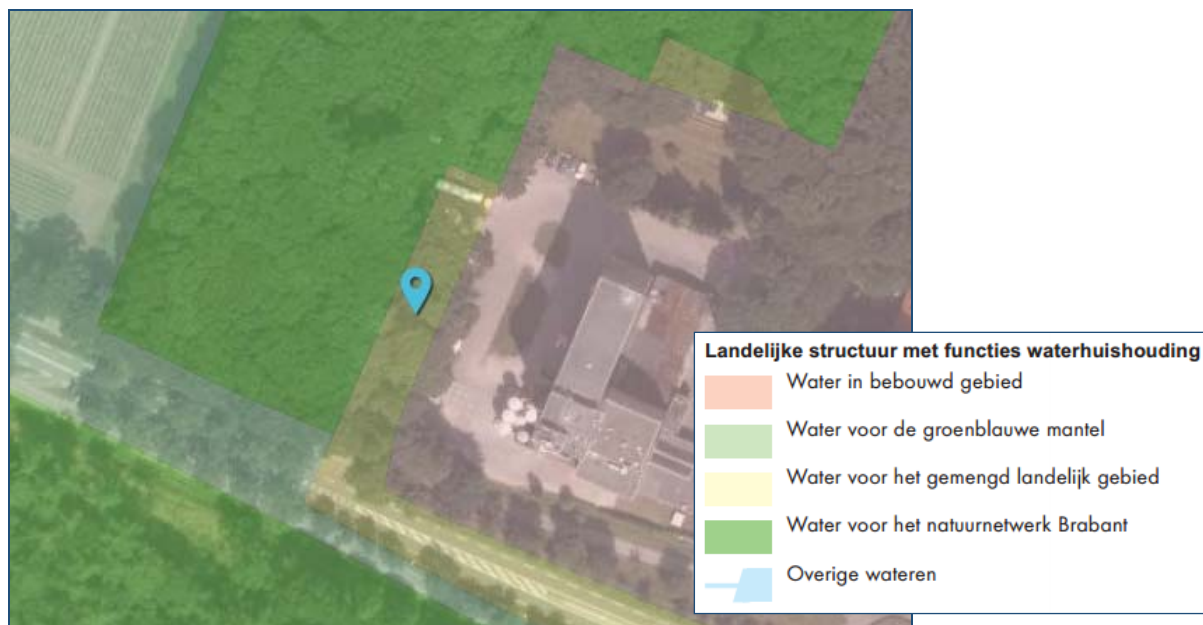 Landelijke structuur met functies waterhuishouding
Water in bebouwd gebied
Water voor de groenblauwe mantel
Water voor het gemengd landelijk gebied
Water voor het natuurnetwerk Brabant
Overige wateren